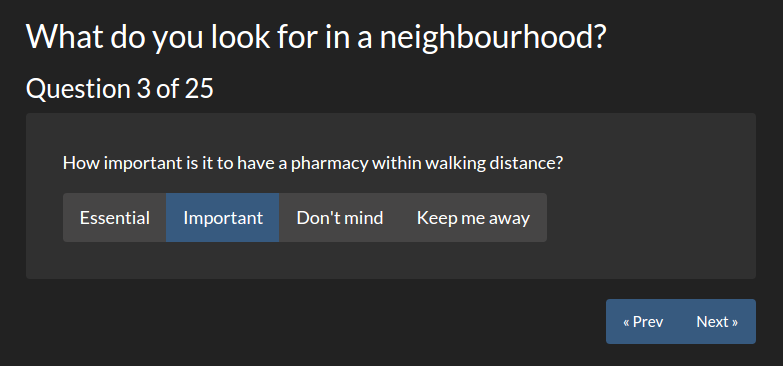 What do you look for in a neighbourhood?
Question 3 of 25
How important is it to have a pharmacy within walking distance?
Essential Important Don't mind Keep me away
« Prev Next »